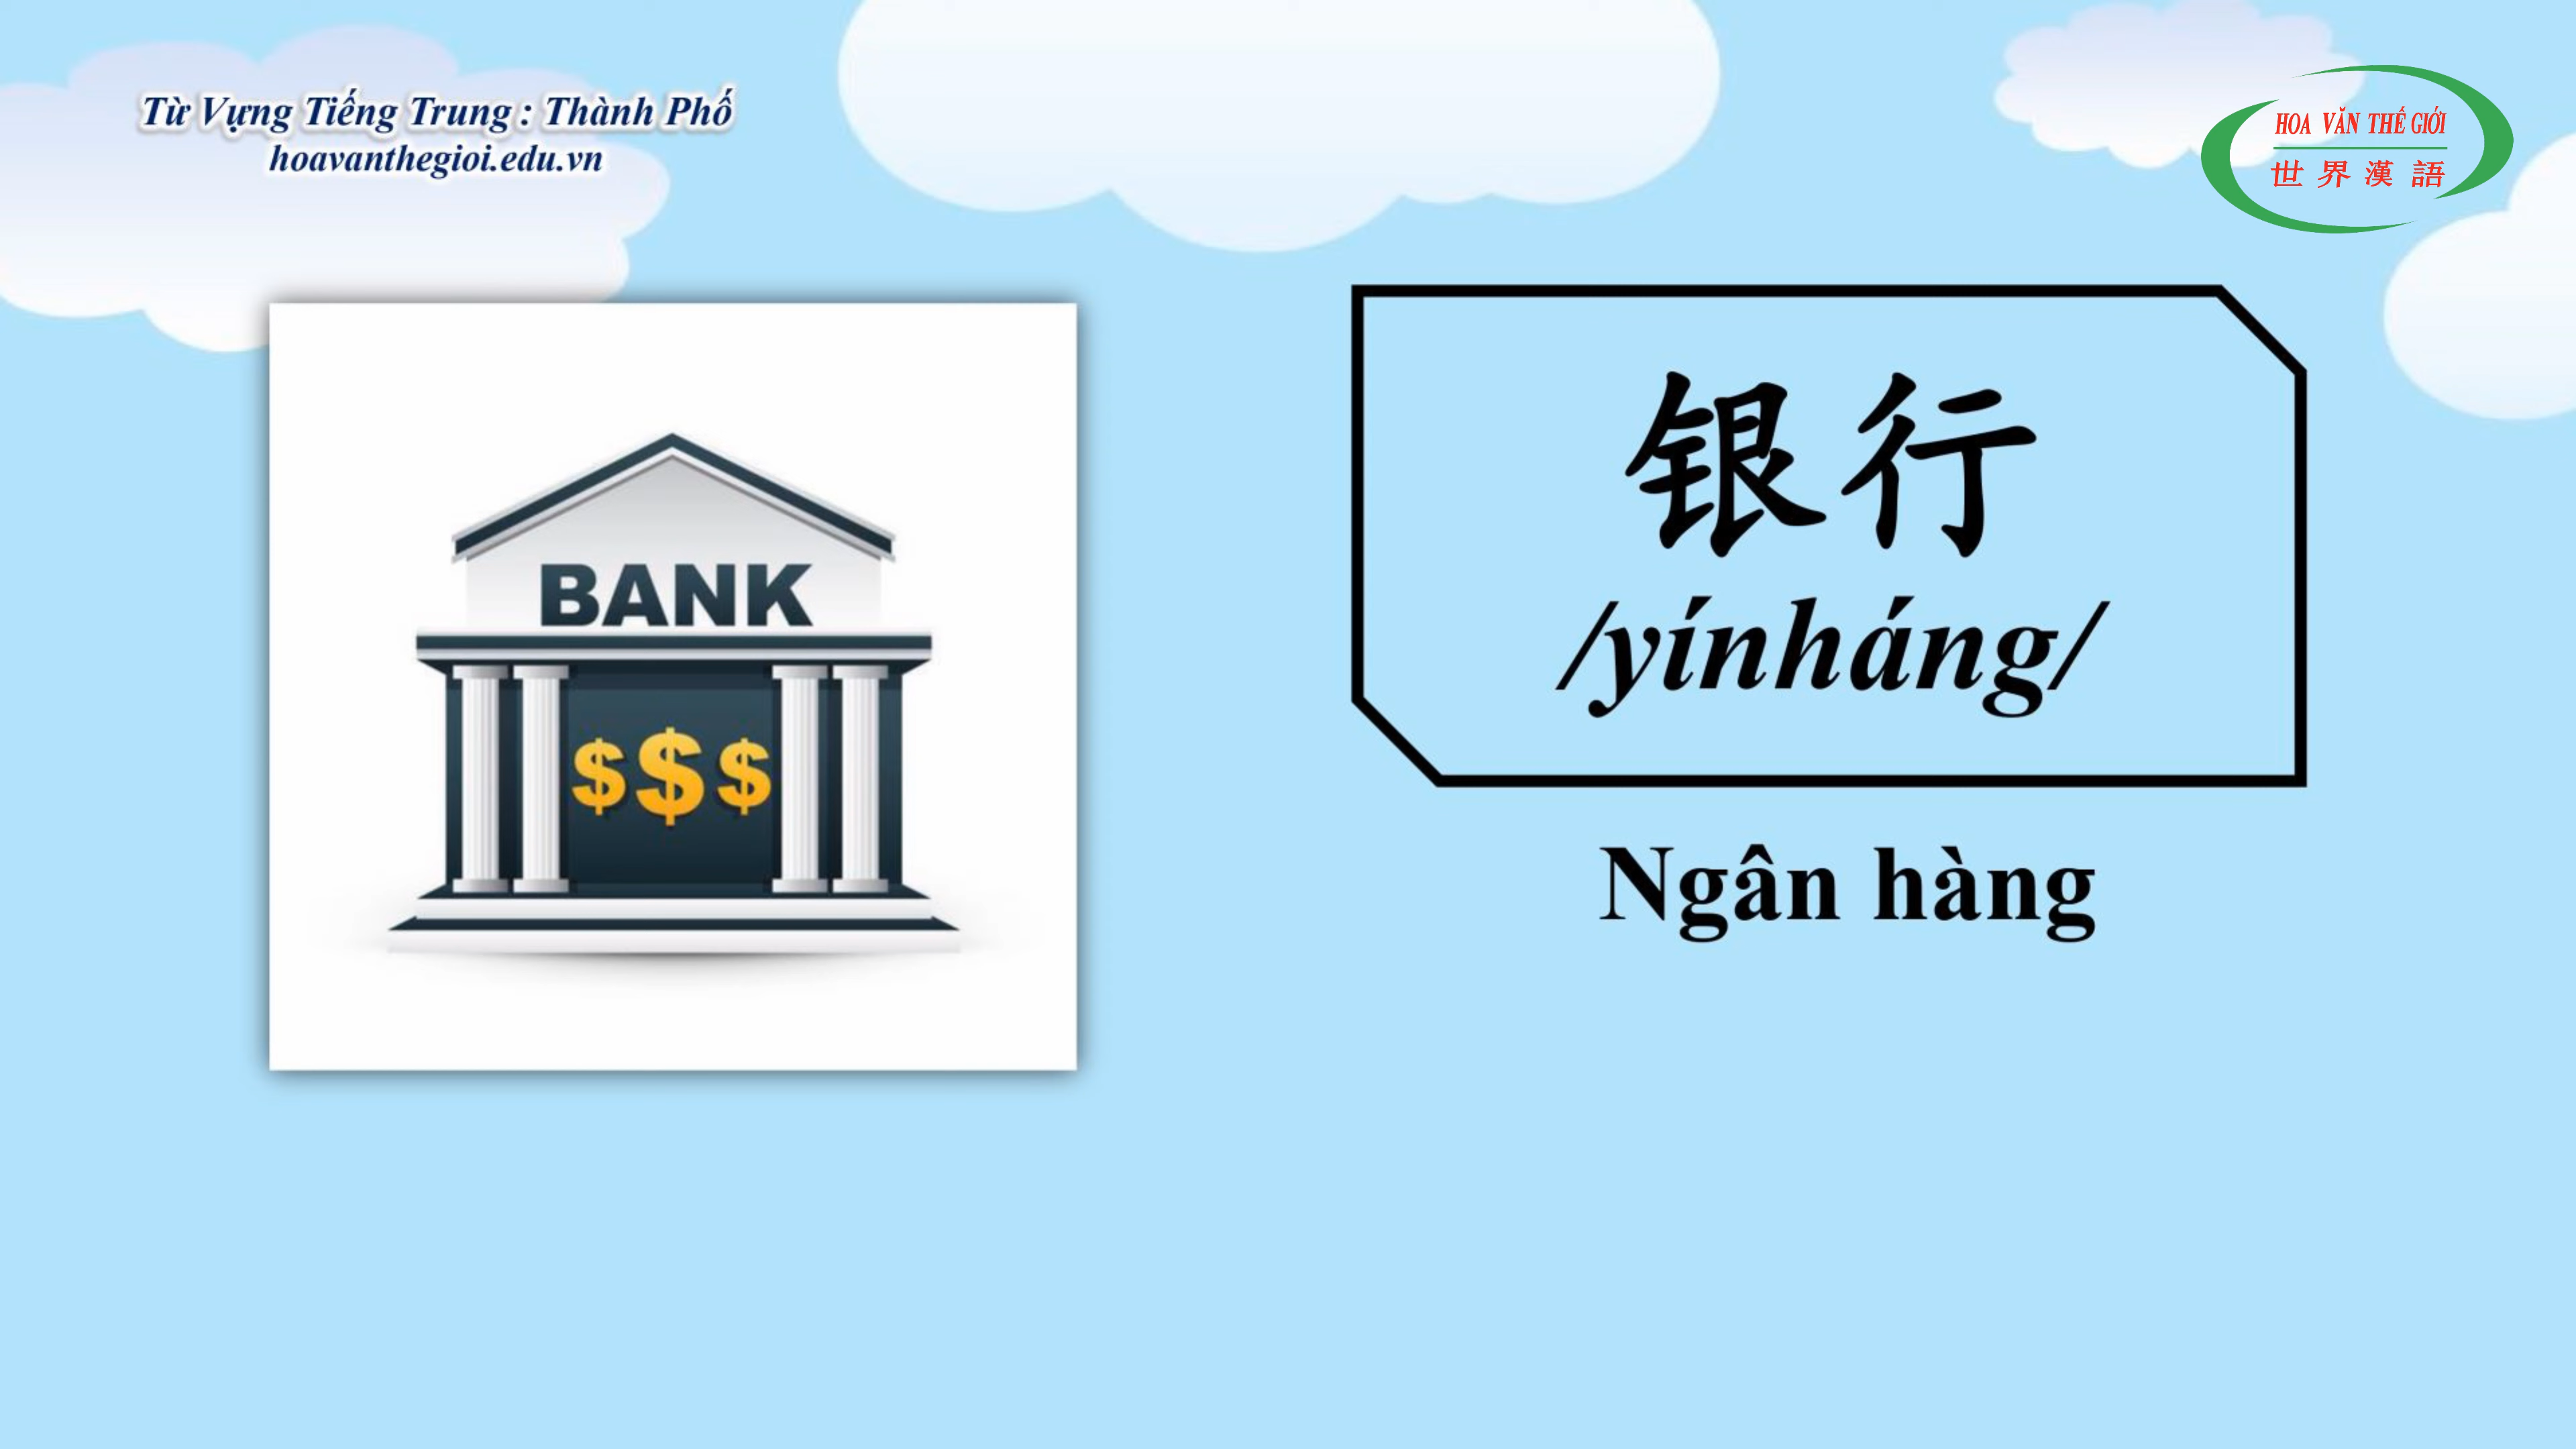 Từ Vựng Tiếng Trung : Thành Phố
hoavanthegioi.edu.vn
HOA VĂN THẾ GIỚI
世界漢語
BANK
$$$
银行
/yínháng/
Ngân hàng